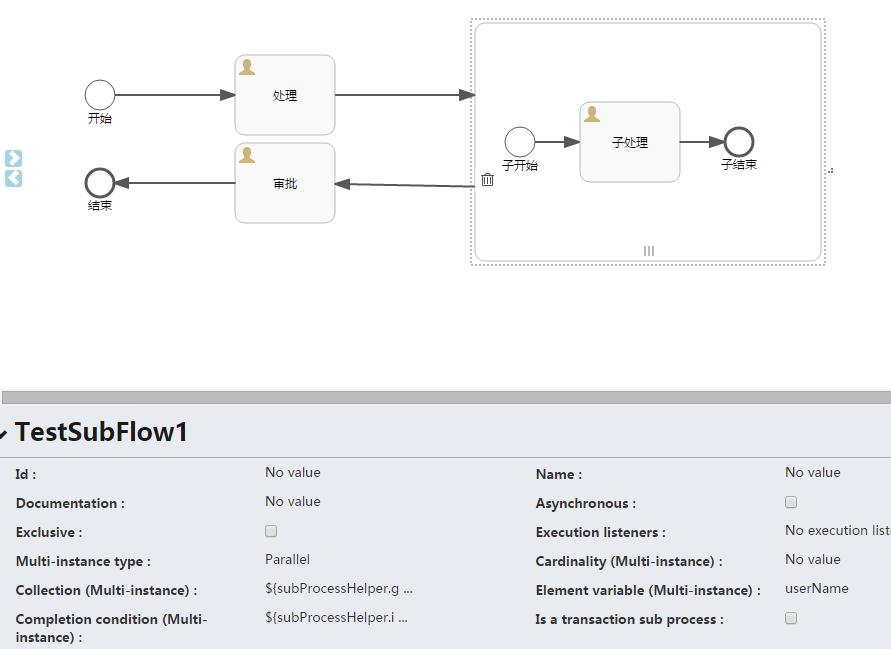 处理
开始
子处理
子开始
子结束
审批
结束
TestSubFlow1
Id :
No value
Name :
No value
Documentation :
No value
Asynchronous :
Exclusive :
Execution listeners :
No execution liste
Multi-instance type :
Parallel
Cardinality (Multi-instance) :
No value
Collection (Multi-instance) :
${subProcessHelper.g ...
Element variable (Multi-instance) :
userName
Completion condition (Multi-
instance) :
${subProcessHelper.i ...
Is a transaction sub process :